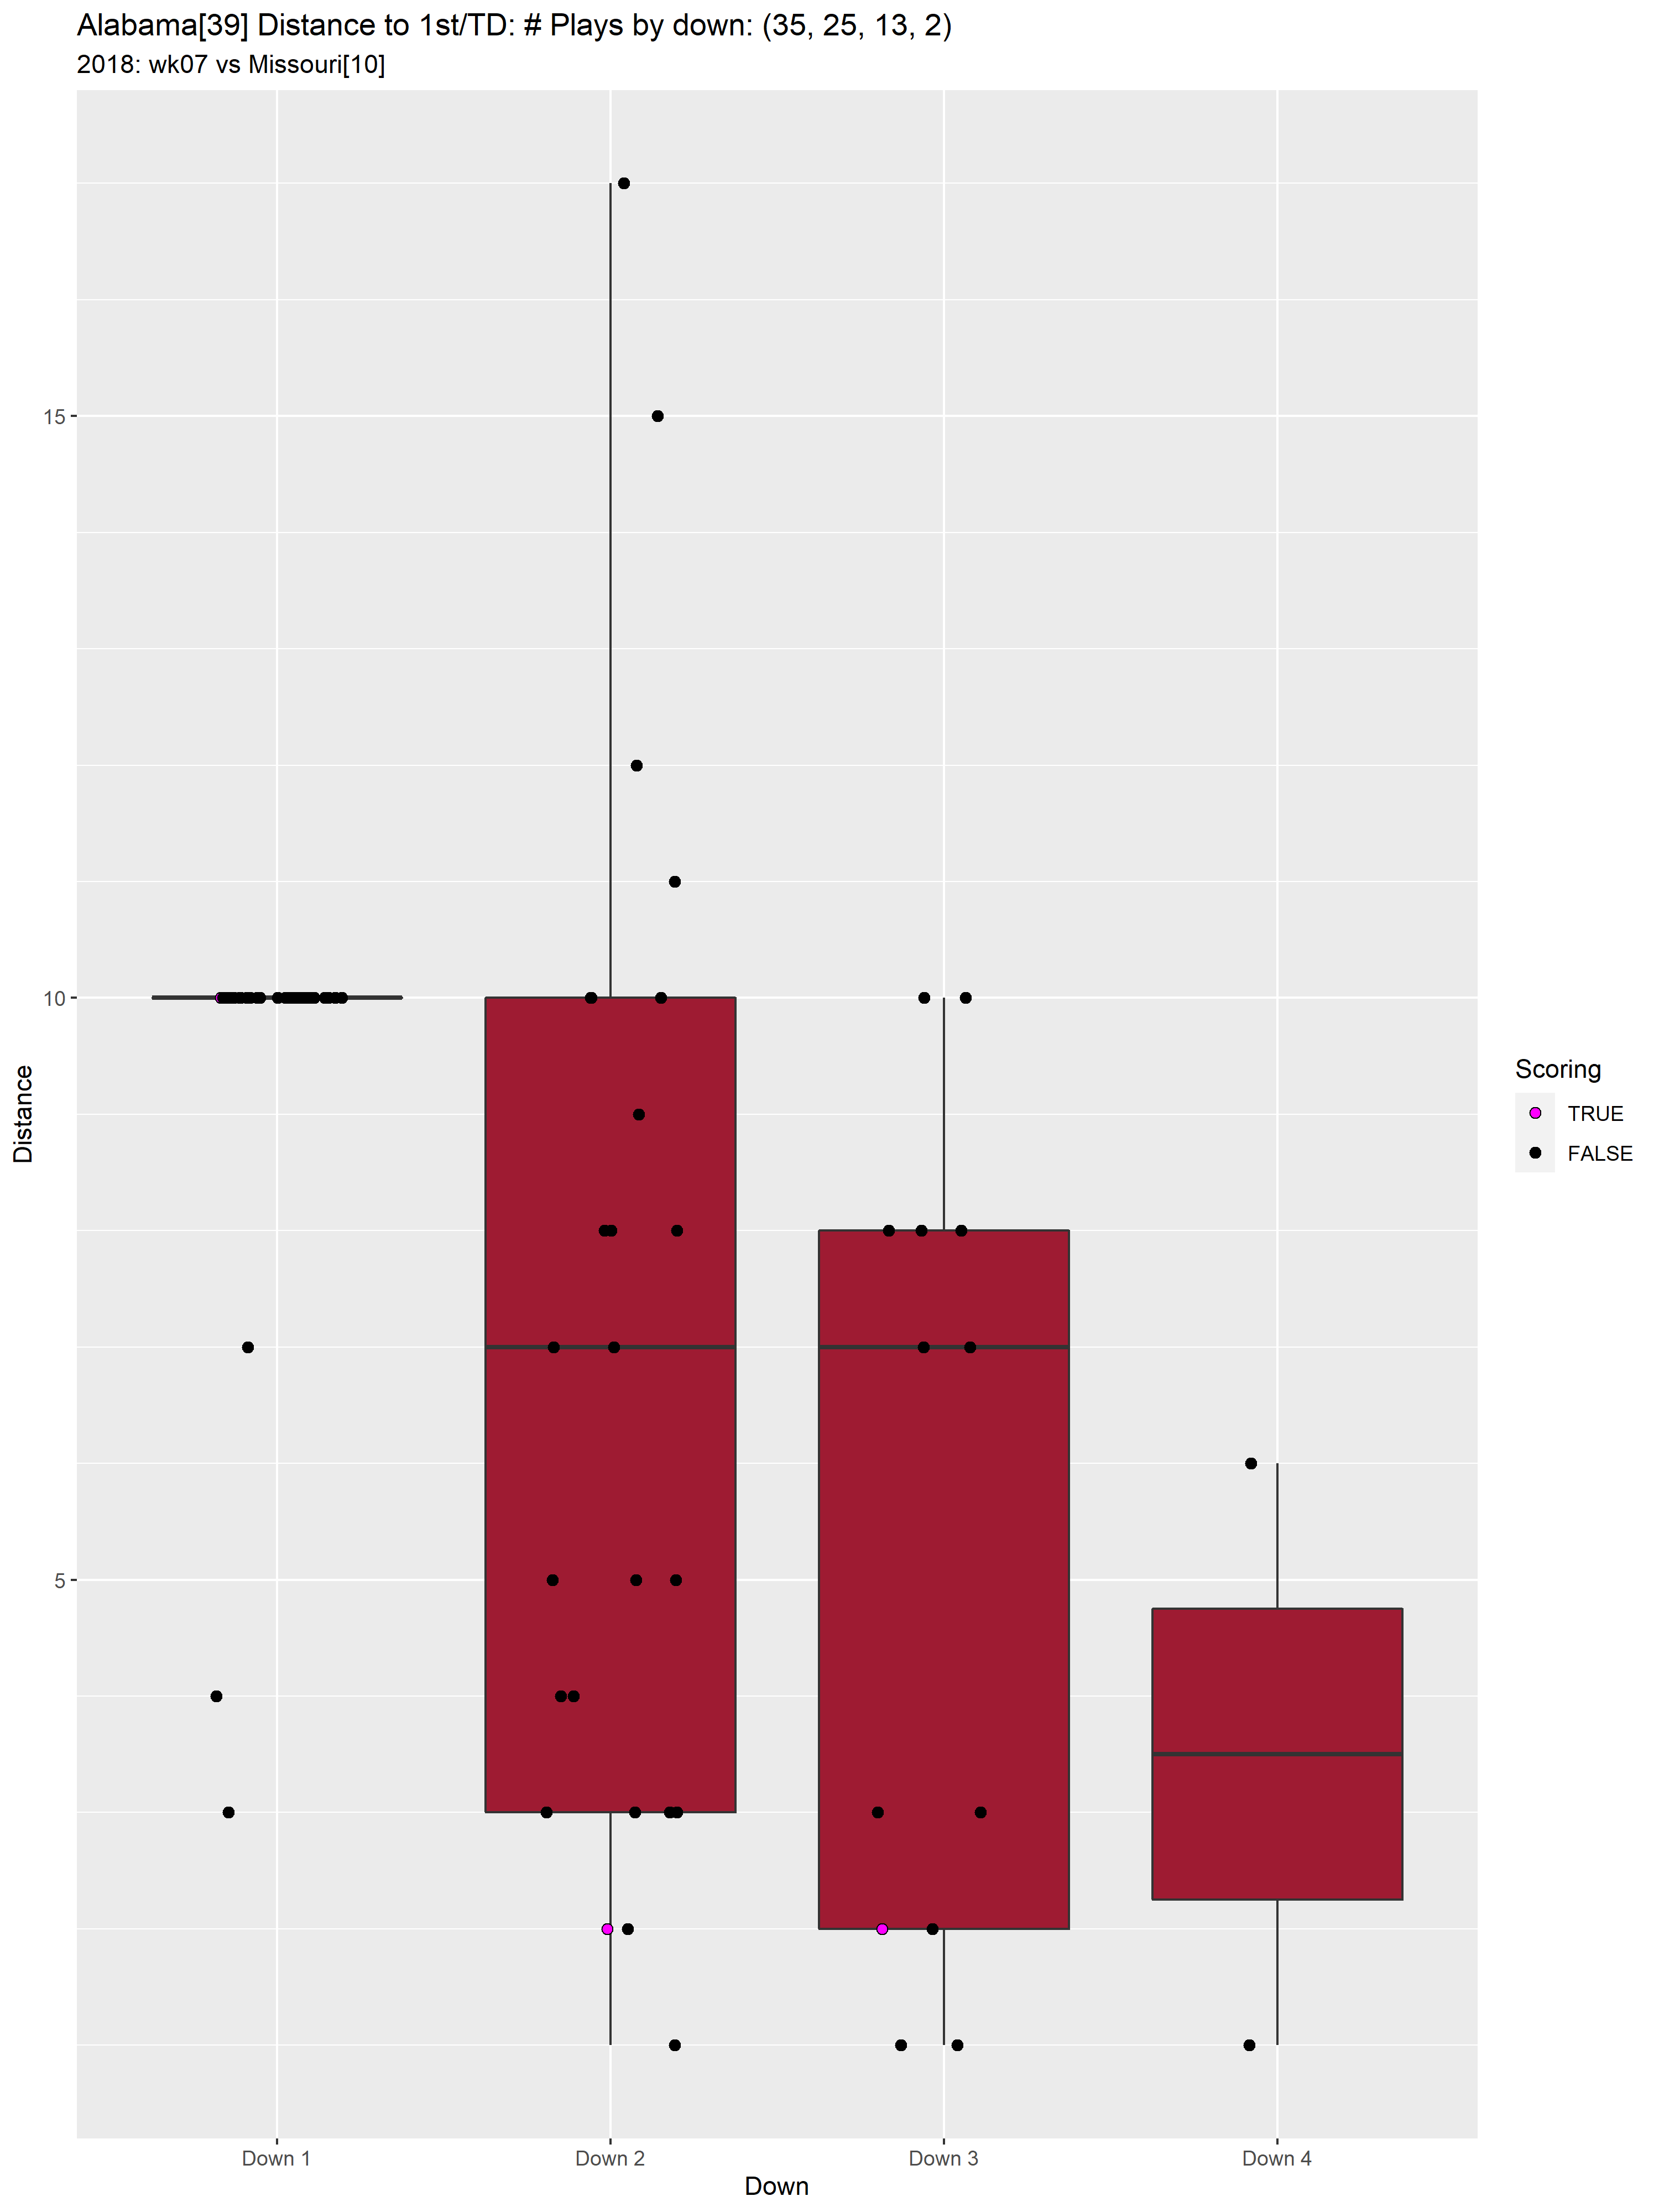 Alabama[39] Distance to 1st/TD: # Plays by down: (35, 25, 13, 2)
2018: wk07 vs Missouri[10]
15
10
5
Distance
Scoring
TRUE
FALSE
Down 1
Down 2
Down 3
Down 4
Down